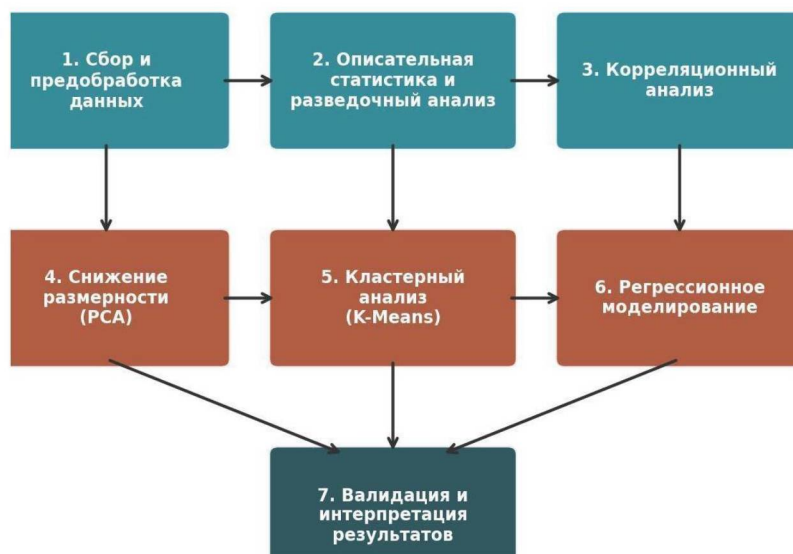 1. Сбор и
предобработка
данных
2. Описательная
статистика и
разведочный анализ
3. Корреляционный
анализ
4. Снижение
размерности
(PCA)
5. Кластерный
анализ
(K-Means)
6. Регрессионное
моделирование
7. Валидация и
интерпретация
результатов